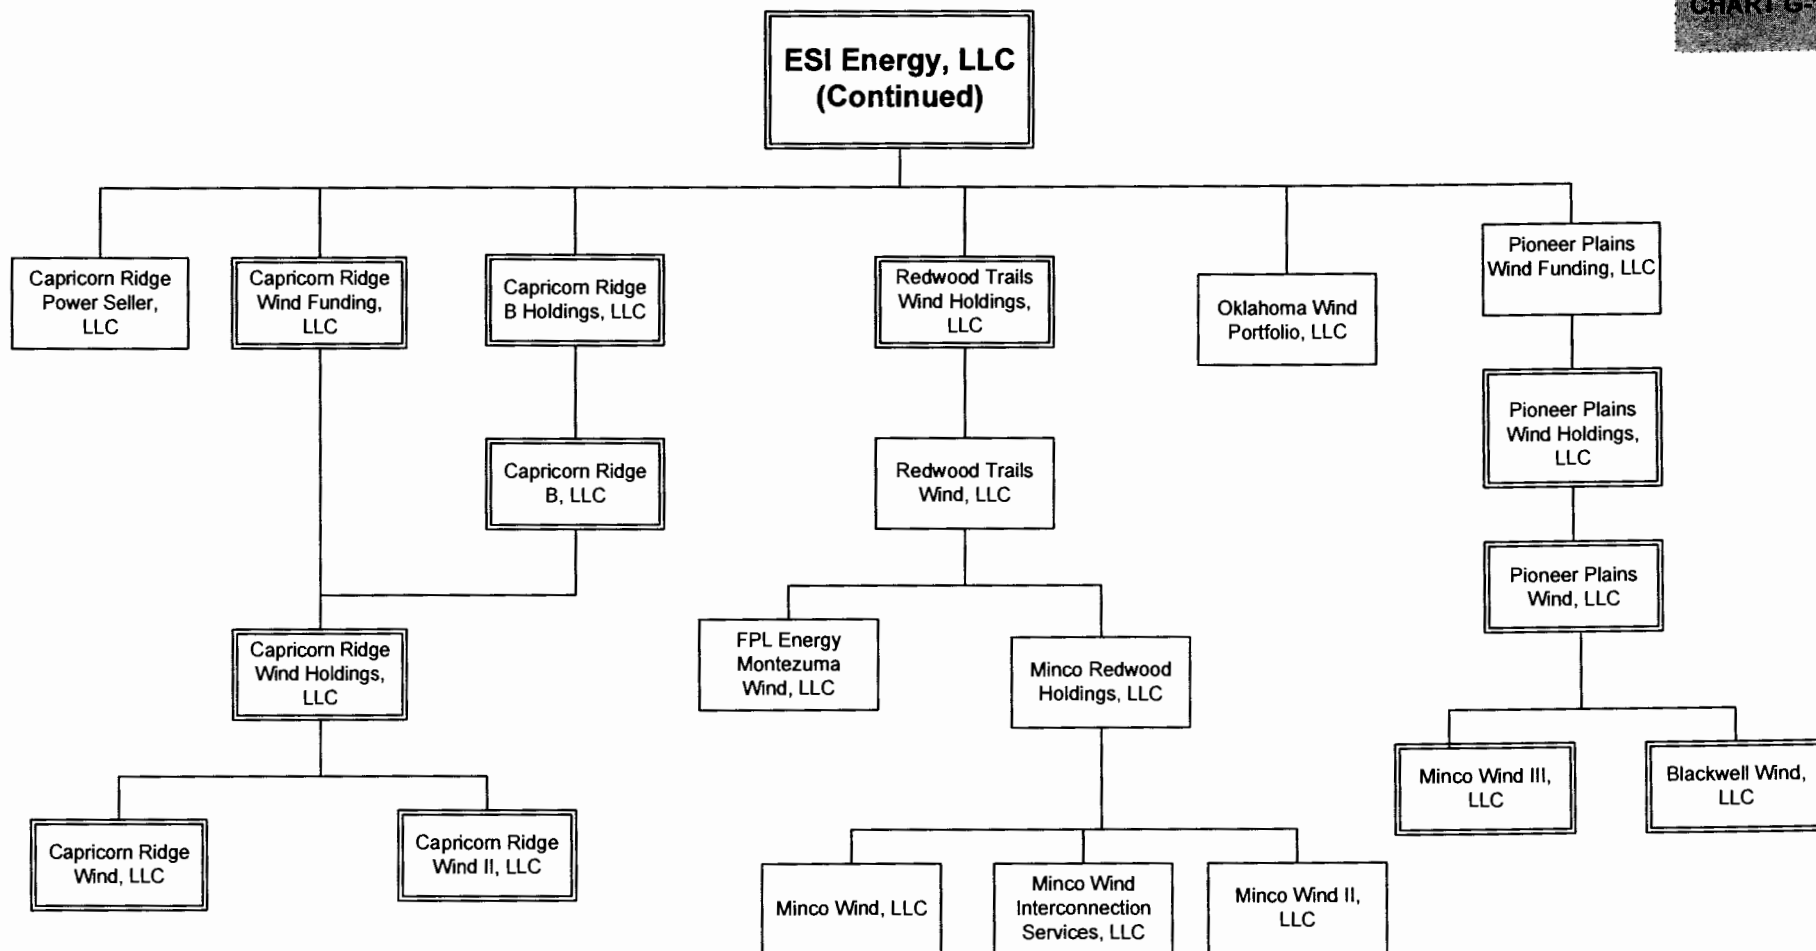 CHART G-
ESI Energy, LLC
(Continued)
Capricorn Ridge
Power Seller,
LLC
Capricorn Ridge
Wind Funding,
LLC
Capricorn Ridge
B Holdings, LLC
Redwood Trails
Wind Holdings,
LLC
Oklahoma Wind
Portfolio, LLC
Pioneer Plains
Wind Funding, LLC
Pioneer Plains
Wind Holdings,
LLC
Capricorn Ridge
B, LLC
Redwood Trails
Wind, LLC
Pioneer Plains
Wind, LLC
Capricorn Ridge
Wind Holdings,
LLC
FPL Energy
Montezuma
Wind, LLC
Minco Redwood
Holdings, LLC
Minco Wind III,
LLC
Blackwell Wind,
LLC
Capricorn Ridge
Wind, LLC
Capricorn Ridge
Wind II, LLC
Minco Wind, LLC
Minco Wind
Interconnection
Services, LLC
Minco Wind II,
LLC